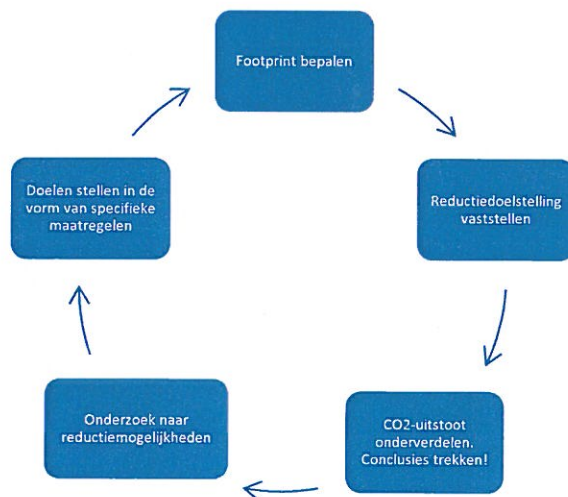 Footprint bepalen
Reductiedoelstelling
vaststellen
CO2-uitstoot
onderverdelen.
Conclusies trekken!
Onderzoek naar
reductiemogelijkheden
Doelen stellen in de
vorm van specifieke
maatregelen